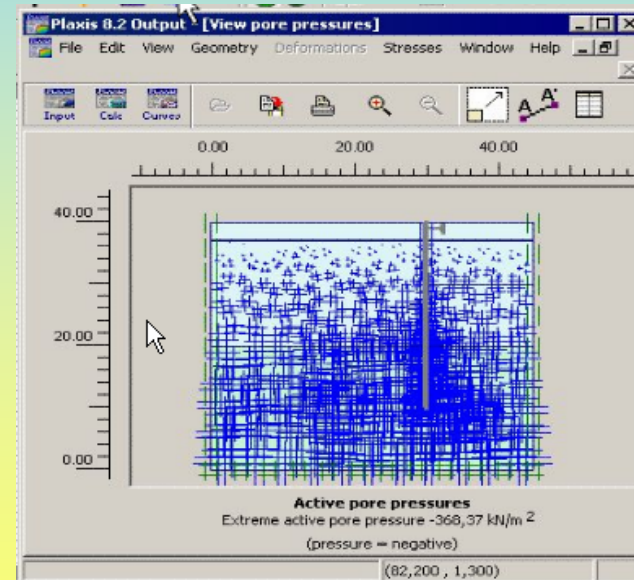 Plaxis 8.2 Output - [View pore pressures]
File Edit View Geometry Deformations Stresses Window Help
Input Calc Curves A A'
0.00 20.00 40.00
40.00
20.00
0.00
Active pore pressures
Extreme active pore pressure -368,37 kN/m 2
(pressure = negative)
(82,200 , 1,300)